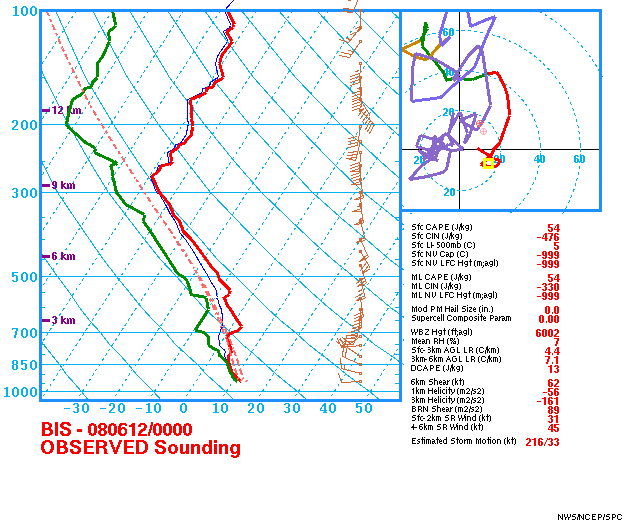 100
12 km
200
9 km
300
6 km
500
3 km
700
850
1000
-30 -20 -10 0 10 20 30 40 50
60
20
20 40 60
20
BIS - 080612/0000
OBSERVED Sounding
Sfc CAPE (J/kg) 54
Sfc CIN (J/kg) -476
Sfc LI-500mb (C) 5
Sfc NV Cap (C) -999
Sfc NV LFC Hgt (m;agl) -999
ML CAPE (J/kg) 54
ML CIN (J/kg) -330
ML NV LFC Hgt (m;agl) -999
Mod PM Hail Size (in.) 0.0
Supercell Composite Param 0.00
WBZ Hgt (ft;agl) 6002
Mean RH (%) 7
Sfc-3km AGL LR (C/km) 4.4
3km-6km AGL LR (C/km) 7.1
DCAPE (J/kg) 13
6km Shear (kt) 62
1km Helicity (m2/s2) -56
3km Helicity (m2/s2) -161
BRN Shear (m2/s2) 89
Sfc-2km SR Wind (kt) 31
4-6km SR Wind (kt) 45
Estimated Storm Motion (kt) 216/33
NWS/NCEP/SPC